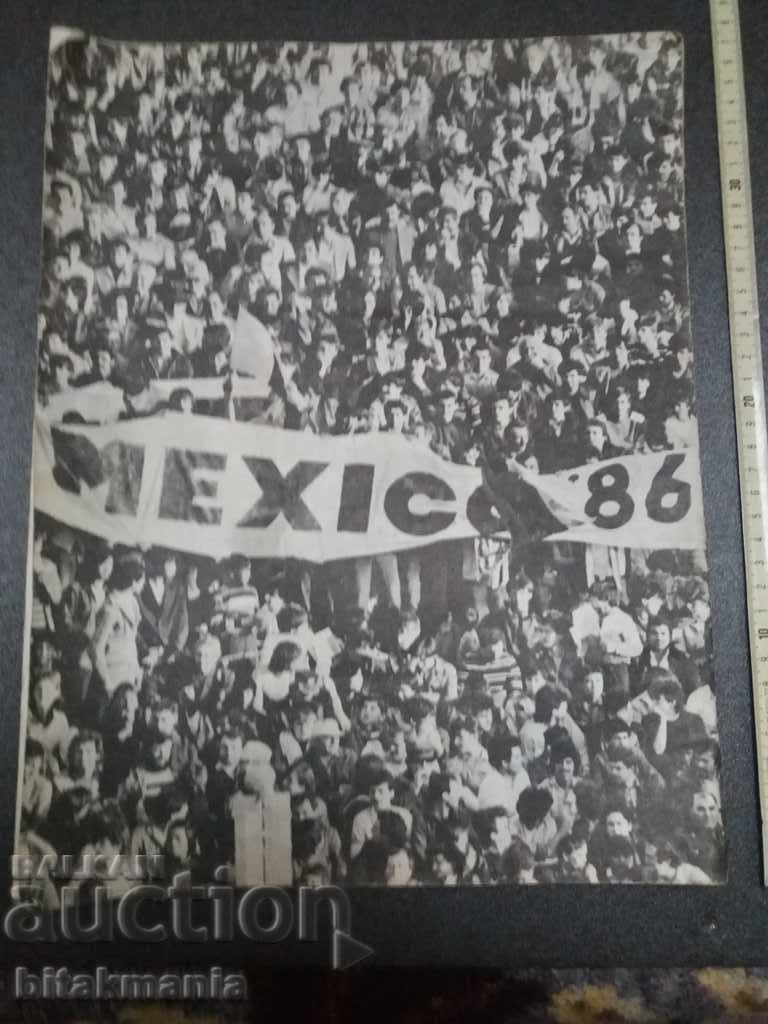 MEXICO '86
30
20
10
BALKAN
auction
bitakmania